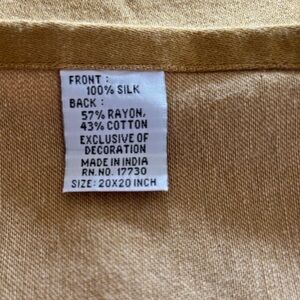 FRONT :
100% SILK
BACK :
57% RAYON,
43% COTTON
EXCLUSIVE OF
DECORATION
MADE IN INDIA
RN.NO. 17730
SIZE: 20X20 INCH